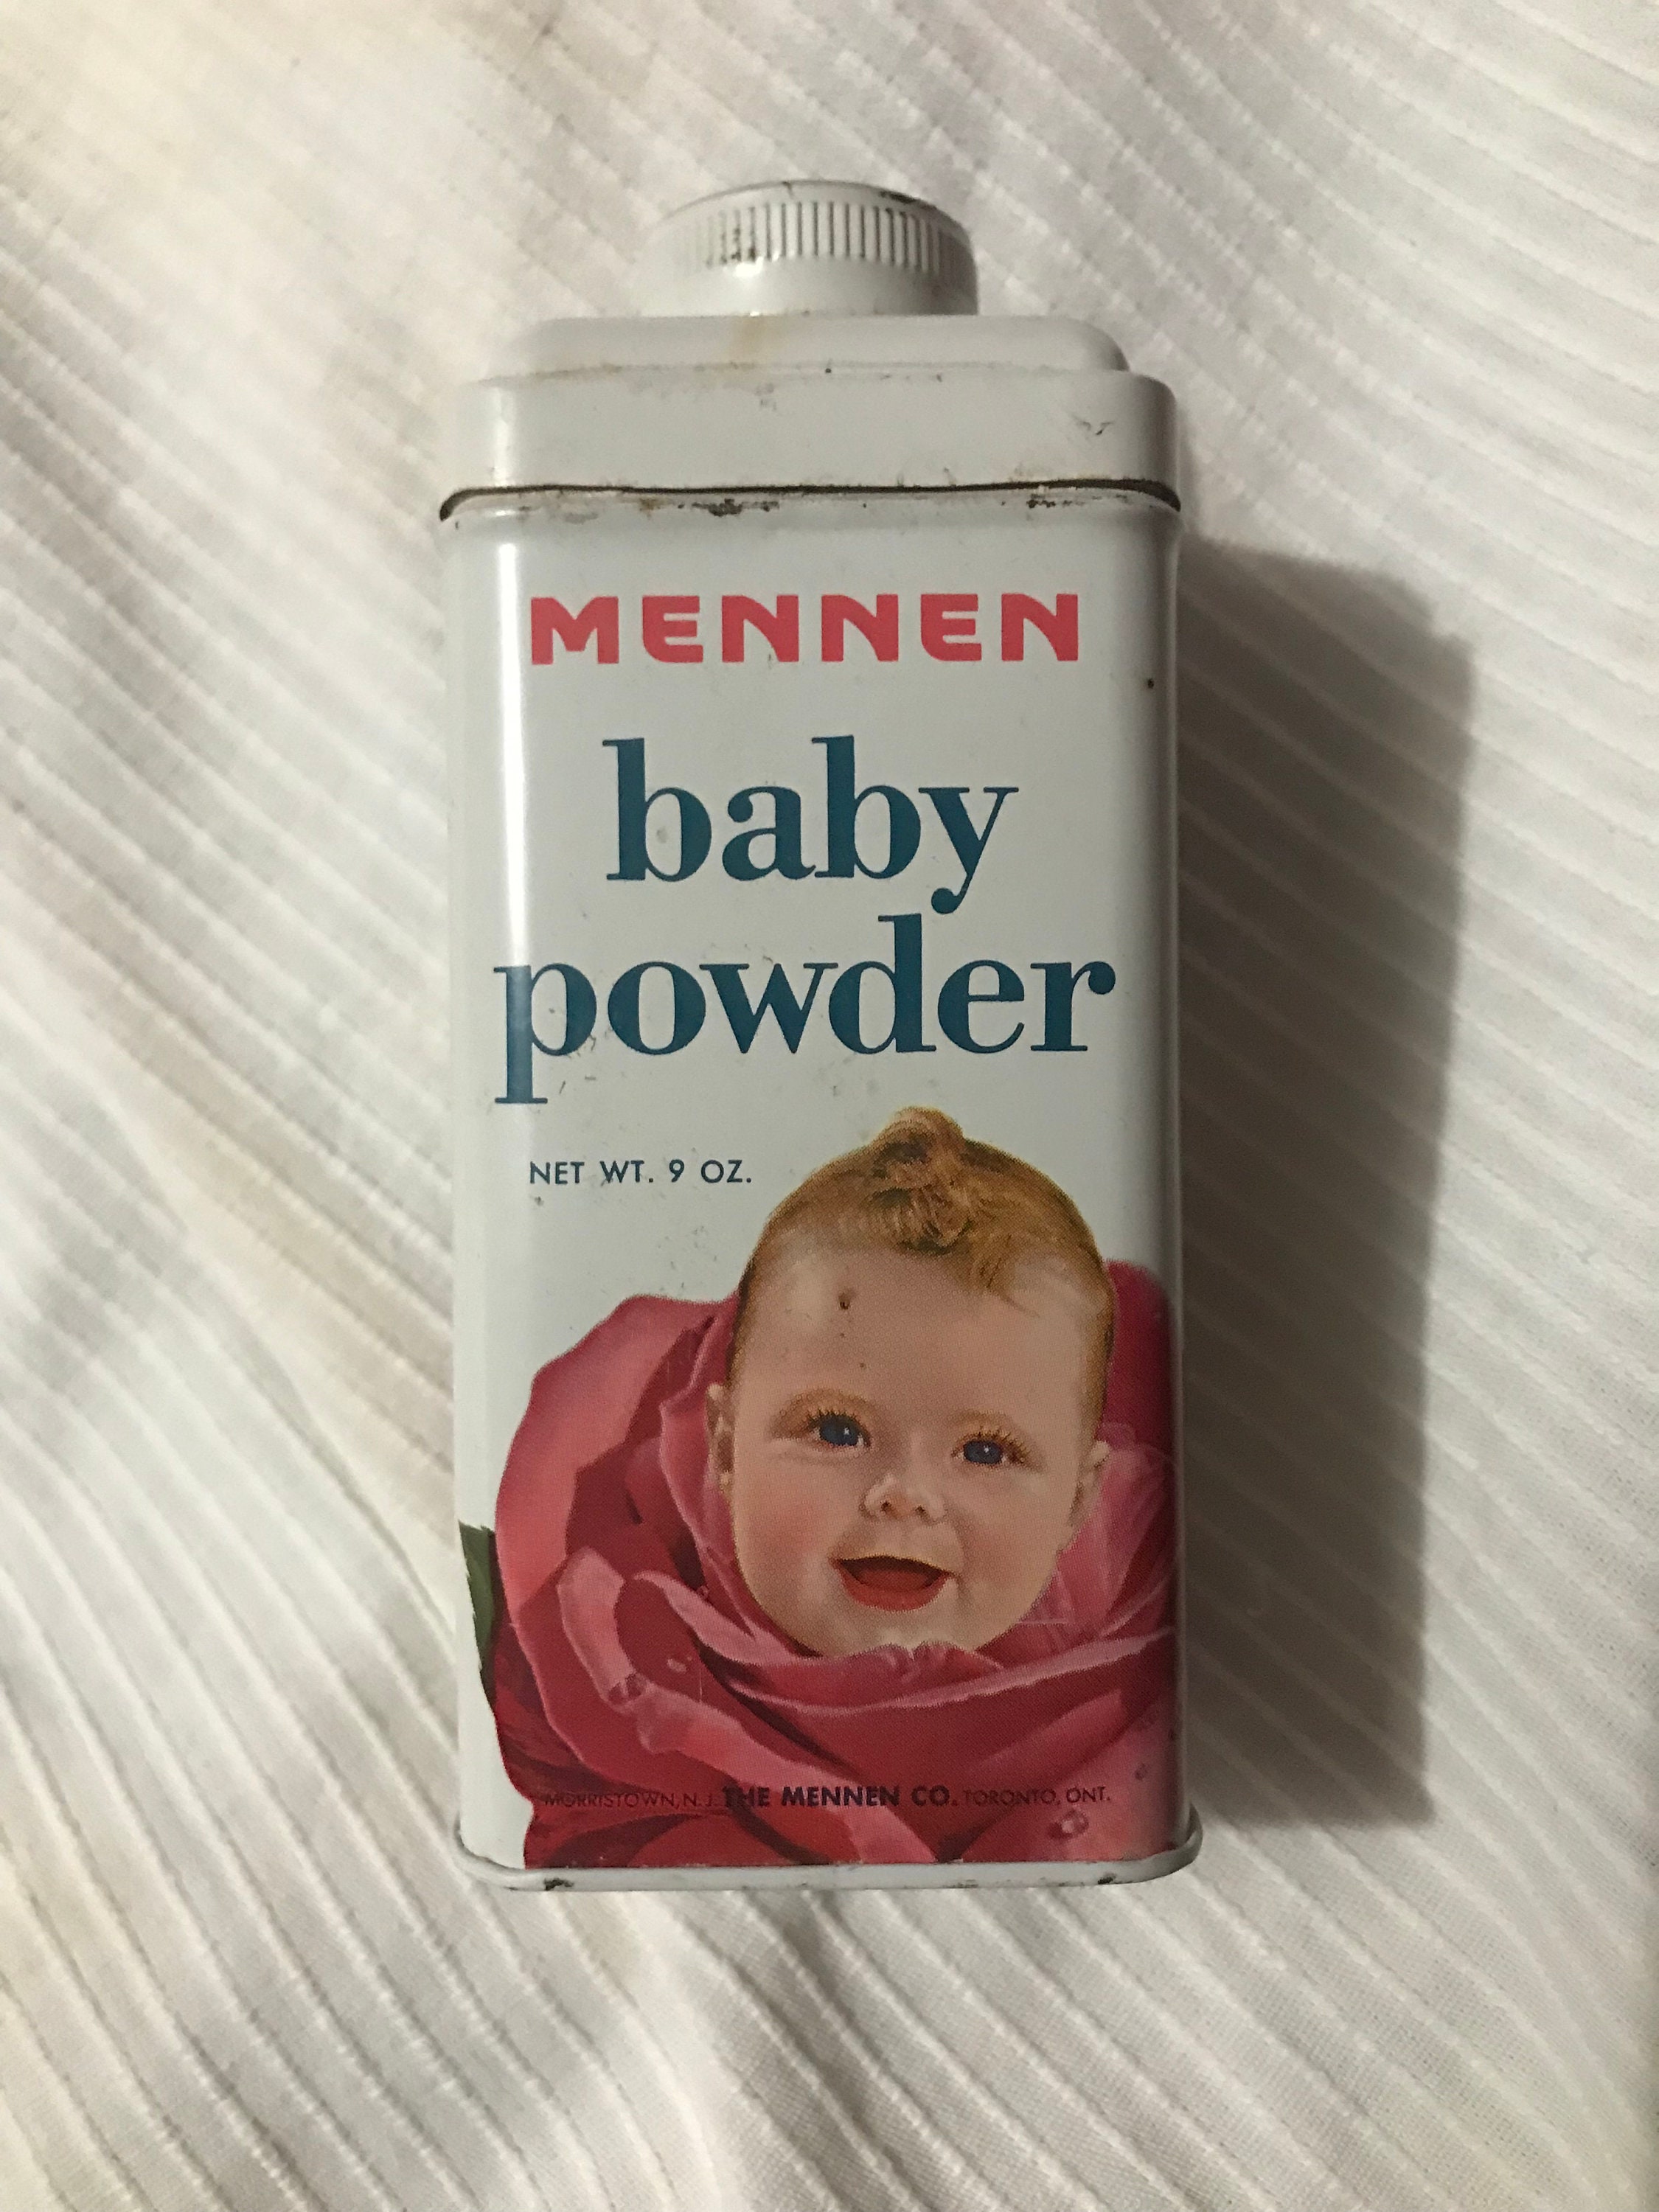 MENNEN
baby
powder
NET WT. 9 OZ.
MORRISTOWN, N. J. THE MENNEN CO. TORONTO, ONT.